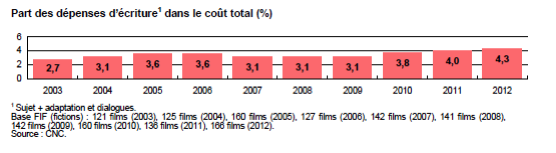 Part des dépenses d'écriture¹ dans le coût total (%)
6
4
2
0
2,7 3,1 3,6 3,6 3,1 3,1 3,1 3,8 4,0 4,3
2003 2004 2005 2006 2007 2008 2009 2010 2011 2012
¹ Sujet + adaptation et dialogues.
Base FIF (fictions) : 121 films (2003), 125 films (2004), 160 films (2005), 127 films (2006), 142 films (2007), 141 films (2008),
142 films (2009), 160 films (2010), 136 films (2011), 166 films (2012).
Source : CNC.